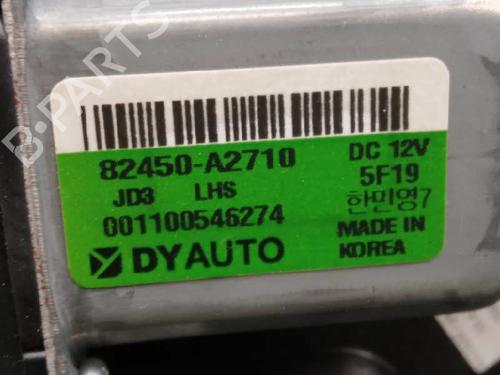 B-PARTS
82450-A2710 DC 12V
JD3 LHS 5F19
001100546274 한민영7
DYAUTO MADE IN KOREA